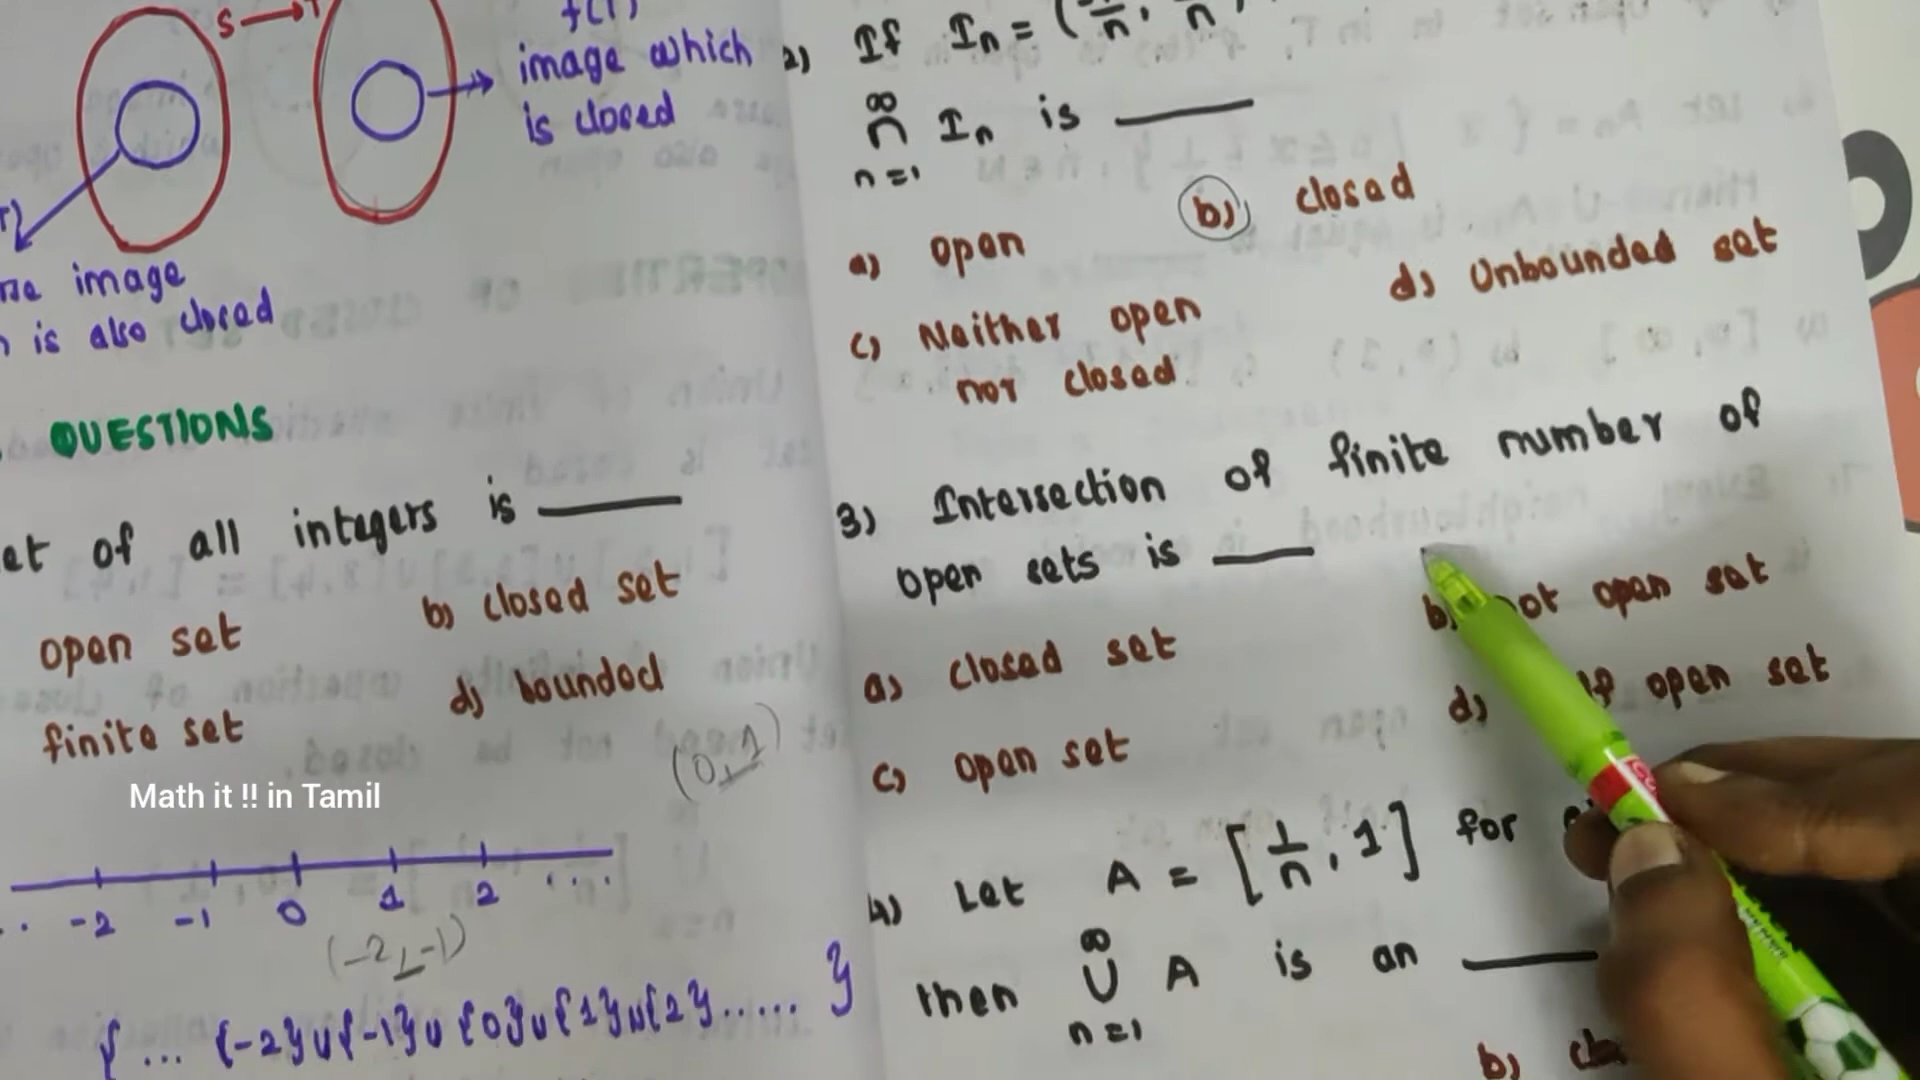 S → T
image which
is closed
image
is also closed
QUESTIONS
of all integers is
open set
b) closed set
finite set
d) bounded
(0,1)
Math it !! in Tamil
-2 -1 0 1 2 ...
(-2,-1)
{ ... {-2}∪{-1}∪{0}∪{1}∪{2}...... }
2) If Iₙ =
∞
∩ Iₙ is
n=1
a) open
b) closed
c) Neither open
nor closed
d) Unbounded set
3) Intersection of finite number of
open sets is
a) closed set
b) not open set
c) open set
d) open set
4) Let A = [1/n, 1] for
then ∞
∪ A is an
n=1
b)